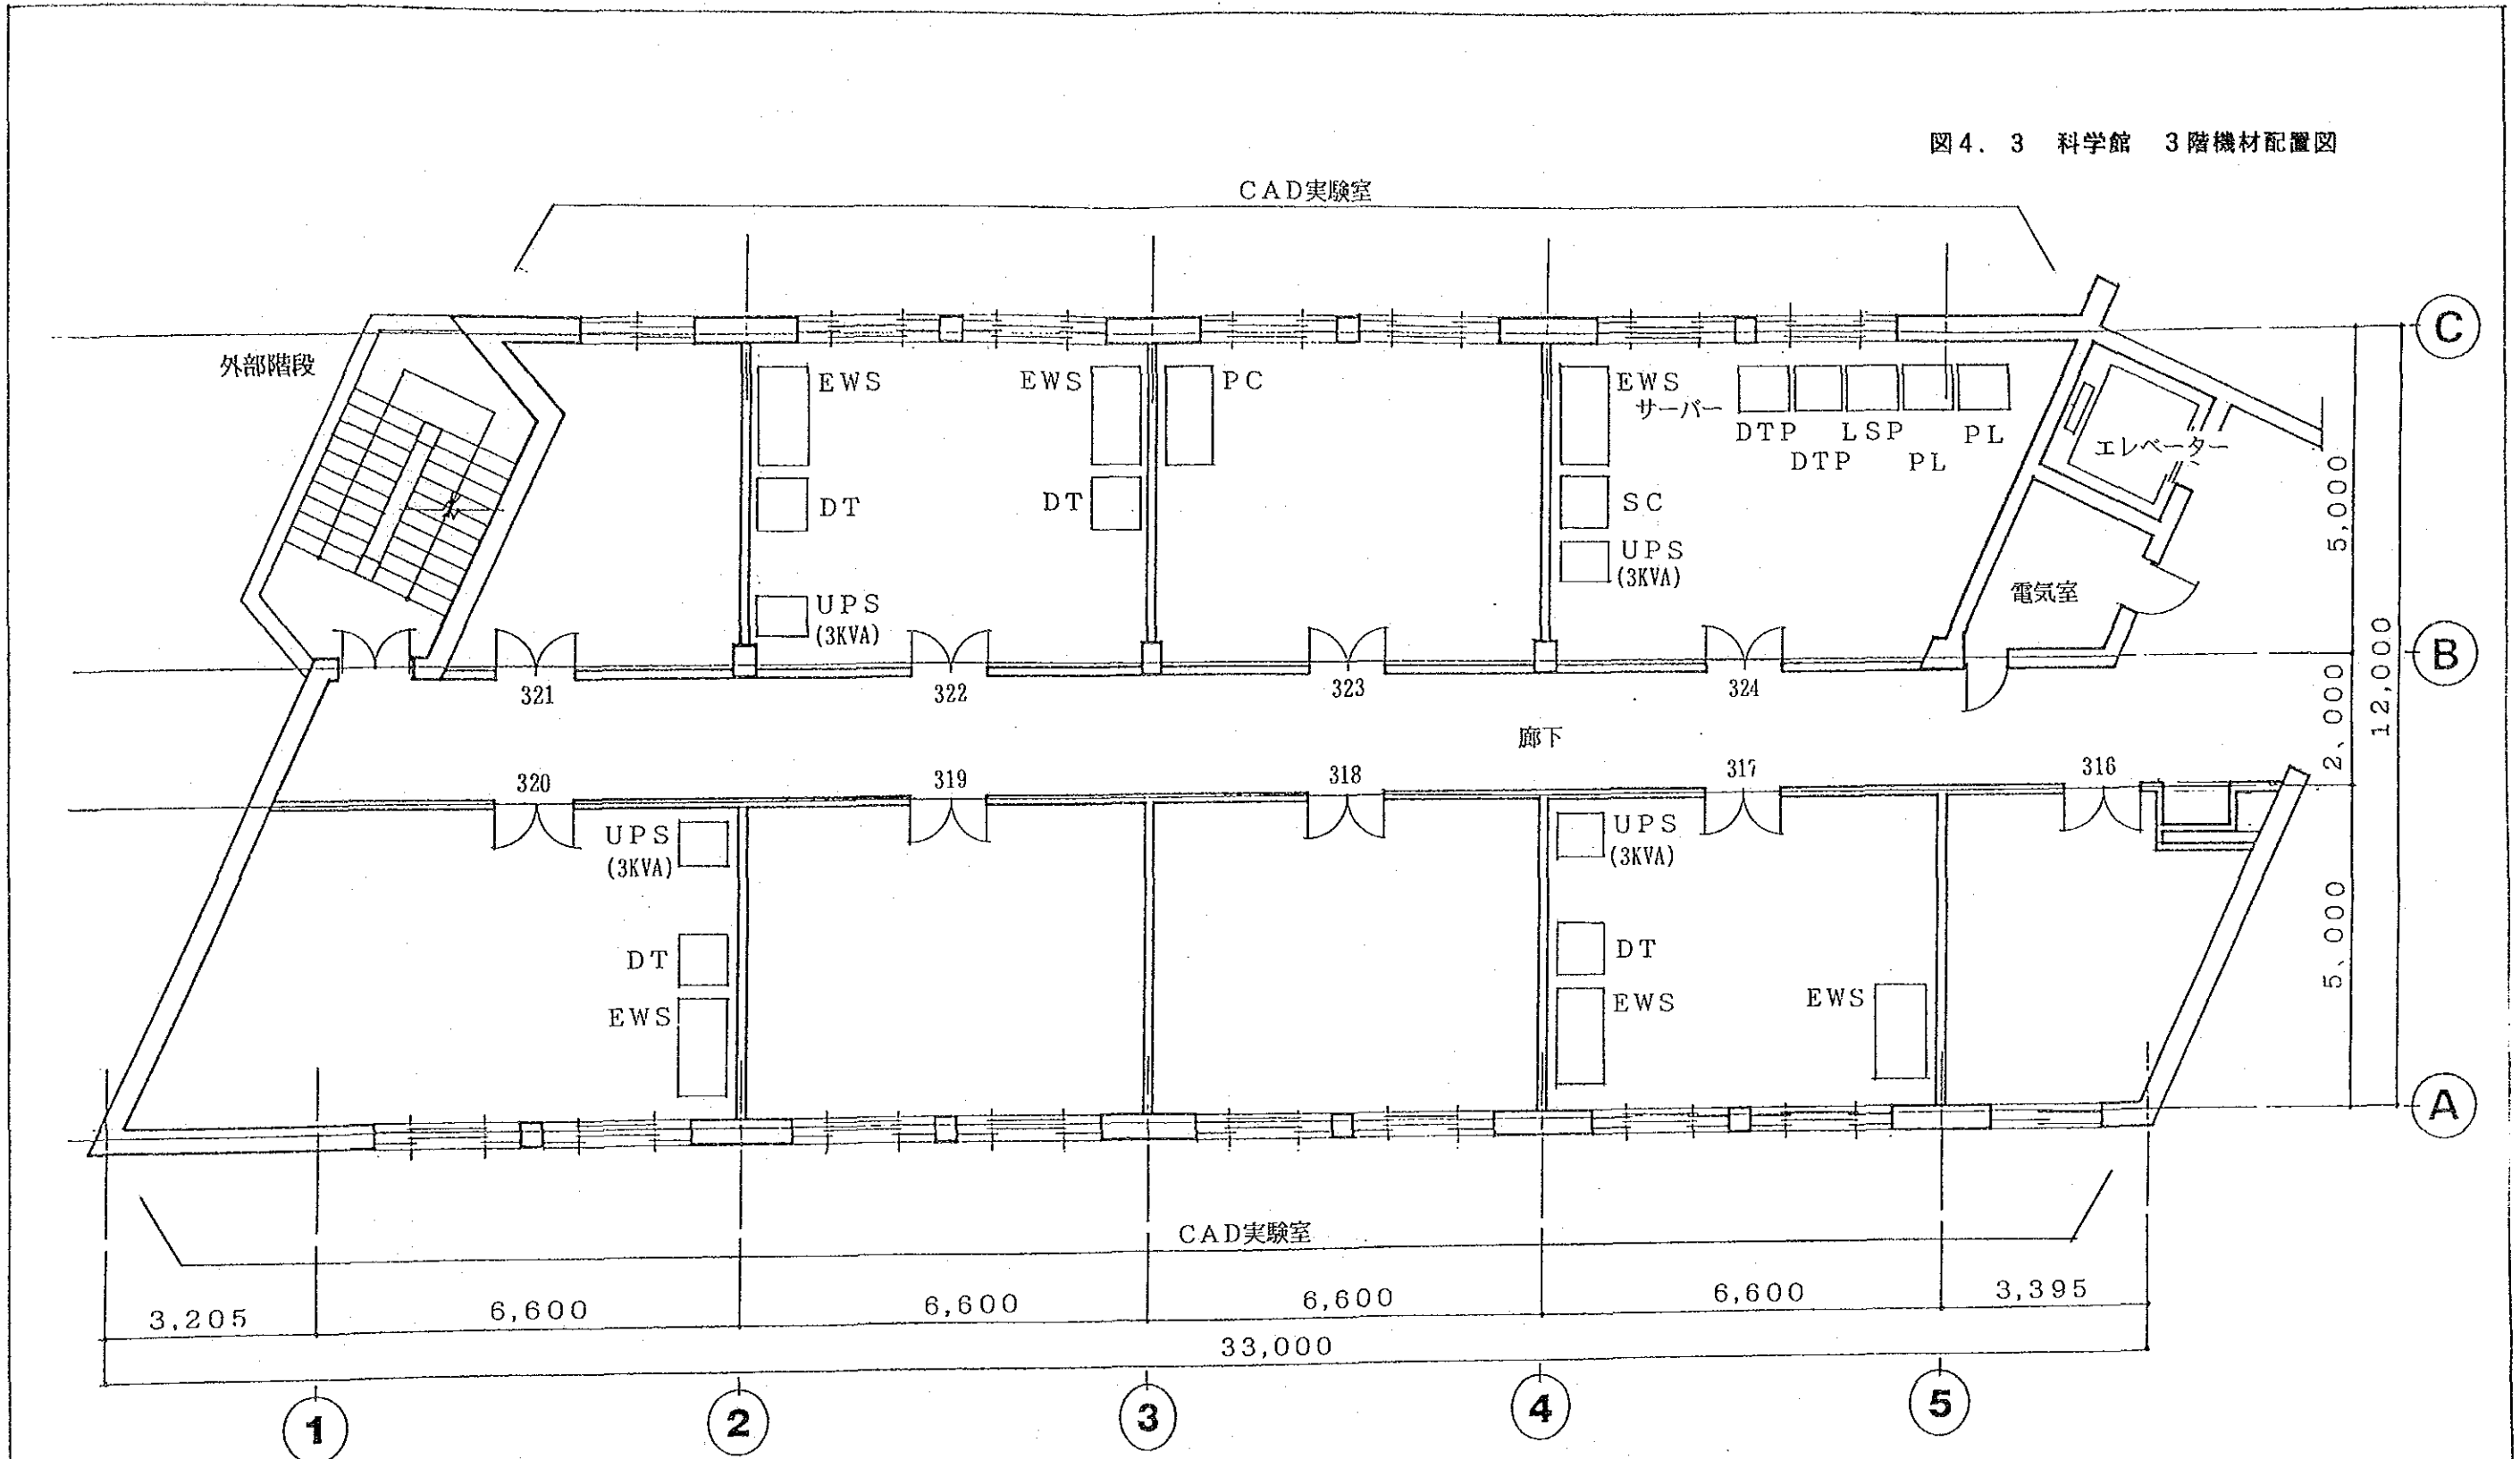 図4．3 科学館 3階機材配置図
CAD実験室
C
外部階段
EWS
EWS
PC
EWS
サーバー
DTP
LSP
PL
DTP
PL
エレベーター
DT
DT
SC
UPS
(3KVA)
UPS
(3KVA)
電気室
5,000
B
321
322
323
324
2,000
12,000
廊下
320
319
318
317
316
UPS
(3KVA)
UPS
(3KVA)
DT
DT
EWS
EWS
EWS
5,000
A
CAD実験室
3,205
6,600
6,600
6,600
6,600
3,395
33,000
1
2
3
4
5